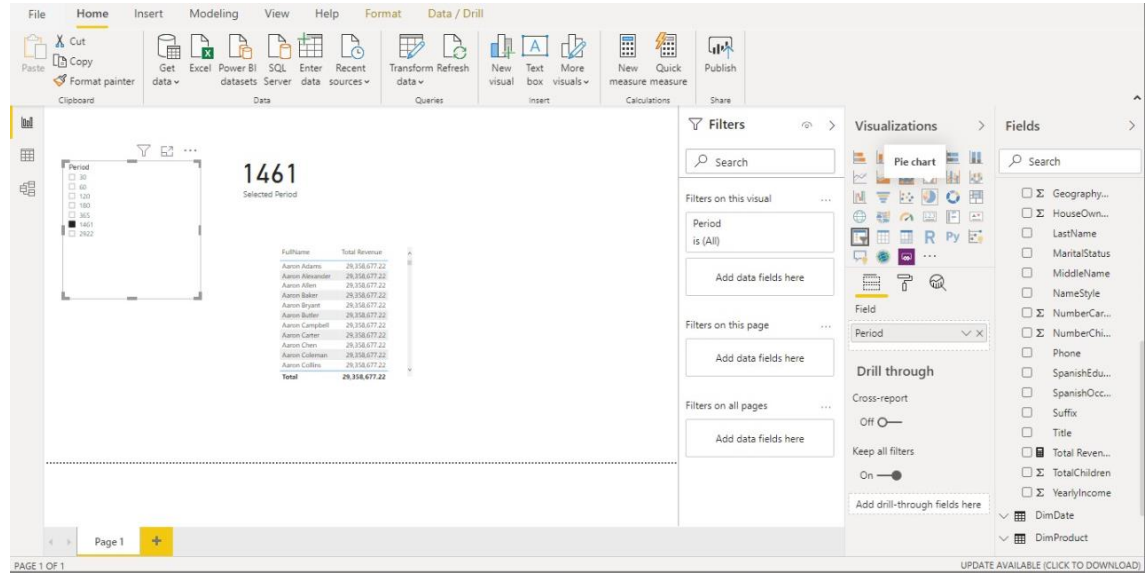 File Home Insert Modeling View Help Format Data / Drill
Paste
Cut
Copy
Format painter
Clipboard
Get data
Excel
Power BI datasets
SQL Server
Enter data
Recent sources
Data
Transform data
Refresh
Queries
New visual
Text box
More visuals
Insert
New measure
Quick measure
Calculations
Publish
Share
Period
30
60
120
180
365
1461
2922
1461
Selected Period
FullName Total Revenue
Aaron Adams 29,358,677.22
Aaron Alexander 29,358,677.22
Aaron Allen 29,358,677.22
Aaron Baker 29,358,677.22
Aaron Bryant 29,358,677.22
Aaron Butler 29,358,677.22
Aaron Campbell 29,358,677.22
Aaron Carter 29,358,677.22
Aaron Chen 29,358,677.22
Aaron Coleman 29,358,677.22
Aaron Collins 29,358,677.22
Total 29,358,677.22
Filters
Search
Filters on this visual ...
Period
is (All)
Add data fields here
Filters on this page ...
Add data fields here
Filters on all pages ...
Add data fields here
Visualizations
Pie chart
R Py
...
Field
Period
Drill through
Cross-report
Off
Keep all filters
On
Add drill-through fields here
Fields
Search
Σ Geography...
Σ HouseOwn...
LastName
MaritalStatus
MiddleName
NameStyle
Σ NumberCar...
Σ NumberChi...
Phone
SpanishEdu...
SpanishOcc...
Suffix
Title
Total Reven...
Σ TotalChildren
Σ YearlyIncome
DimDate
DimProduct
Page 1 +
PAGE 1 OF 1
UPDATE AVAILABLE (CLICK TO DOWNLOAD)